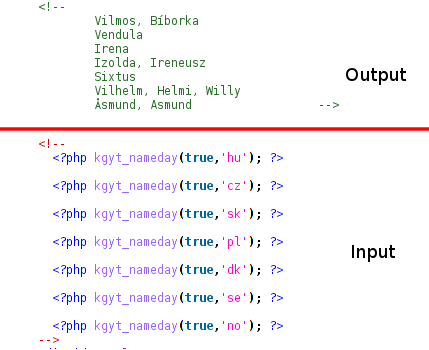 <!--
Vilmos, Bíborka
Vendula
Irena
Izolda, Ireneusz
Sixtus
Vilhelm, Helmi, Willy
Åsmund, Asmund -->
Output
<!--
<?php kgyt_nameday(true,'hu'); ?>
<?php kgyt_nameday(true,'cz'); ?>
<?php kgyt_nameday(true,'sk'); ?>
<?php kgyt_nameday(true,'pl'); ?>
<?php kgyt_nameday(true,'dk'); ?>
<?php kgyt_nameday(true,'se'); ?>
<?php kgyt_nameday(true,'no'); ?>
-->
Input